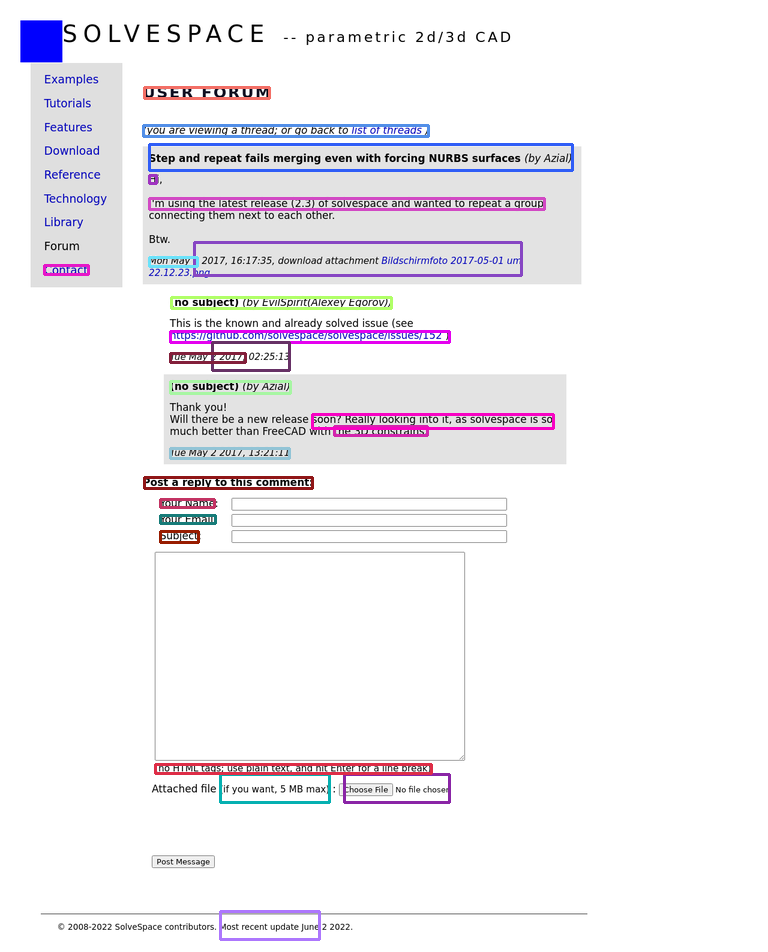 SOLVESPACE -- parametric 2d/3d CAD
Examples
Tutorials
Features
Download
Reference
Technology
Library
Forum
Contact
USER FORUM
(you are viewing a thread; or go back to list of threads )
Step and repeat fails merging even with forcing NURBS surfaces (by Azial)
I'm using the latest release (2.3) of solvespace and wanted to repeat a group
connecting them next to each other.
Btw.
Mon May 2017, 16:17:35, download attachment Bildschirmfoto 2017-05-01 um
22.12.23.png
(no subject) (by EvilSpirit(Alexey Egorov),
This is the known and already solved issue (see
https://github.com/solvespace/solvespace/issues/152 )
Tue May 2 2017, 02:25:13
(no subject) (by Azial)
Thank you!
Will there be a new release soon? Really looking into it, as solvespace is so
much better than FreeCAD with the 3D constrains.
Tue May 2 2017, 13:21:11
Post a reply to this comment:
Your Name:
Your Email:
Subject:
no HTML tags; use plain text, and hit Enter for a line break)
Attached file (if you want, 5 MB max) : Choose File No file chosen
Post Message
© 2008-2022 SolveSpace contributors. Most recent update June 2 2022.